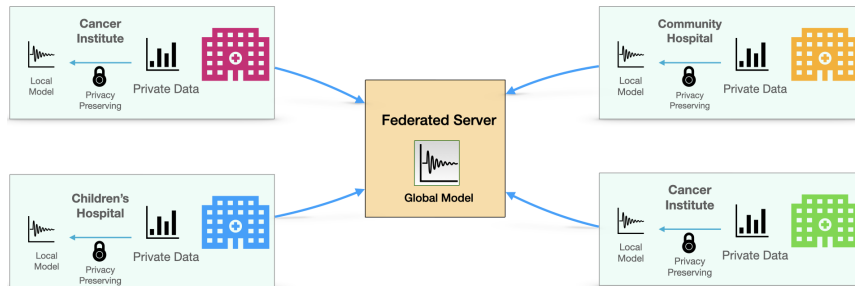 Cancer
Institute
Local
Model
Privacy
Preserving
Private Data
Community
Hospital
Local
Model
Privacy
Preserving
Private Data
Federated Server
Global Model
Children's
Hospital
Local
Model
Privacy
Preserving
Private Data
Cancer
Institute
Local
Model
Privacy
Preserving
Private Data